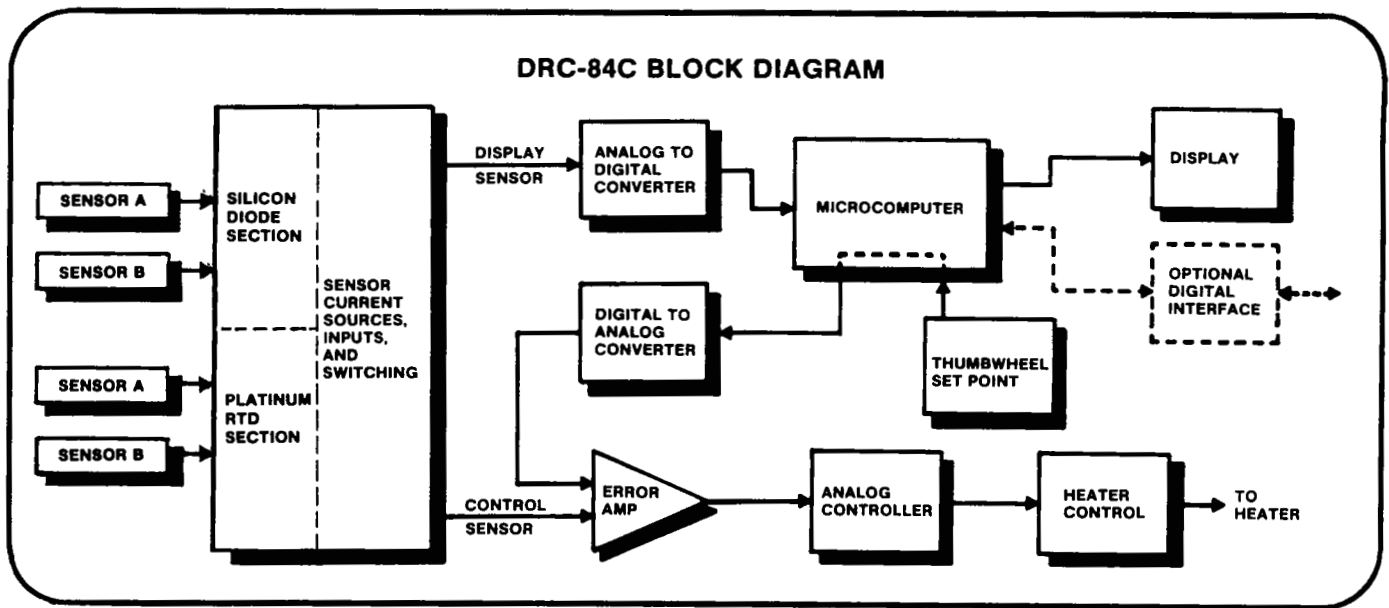 DRC-84C BLOCK DIAGRAM
SENSOR A
SENSOR B
SENSOR A
SENSOR B
SILICON
DIODE
SECTION
PLATINUM
RTD
SECTION
SENSOR
CURRENT
SOURCES,
INPUTS,
AND
SWITCHING
DISPLAY
SENSOR
ANALOG TO
DIGITAL
CONVERTER
MICROCOMPUTER
DISPLAY
OPTIONAL
DIGITAL
INTERFACE
DIGITAL TO
ANALOG
CONVERTER
THUMBWHEEL
SET POINT
CONTROL
SENSOR
ERROR
AMP
ANALOG
CONTROLLER
HEATER
CONTROL
TO
HEATER